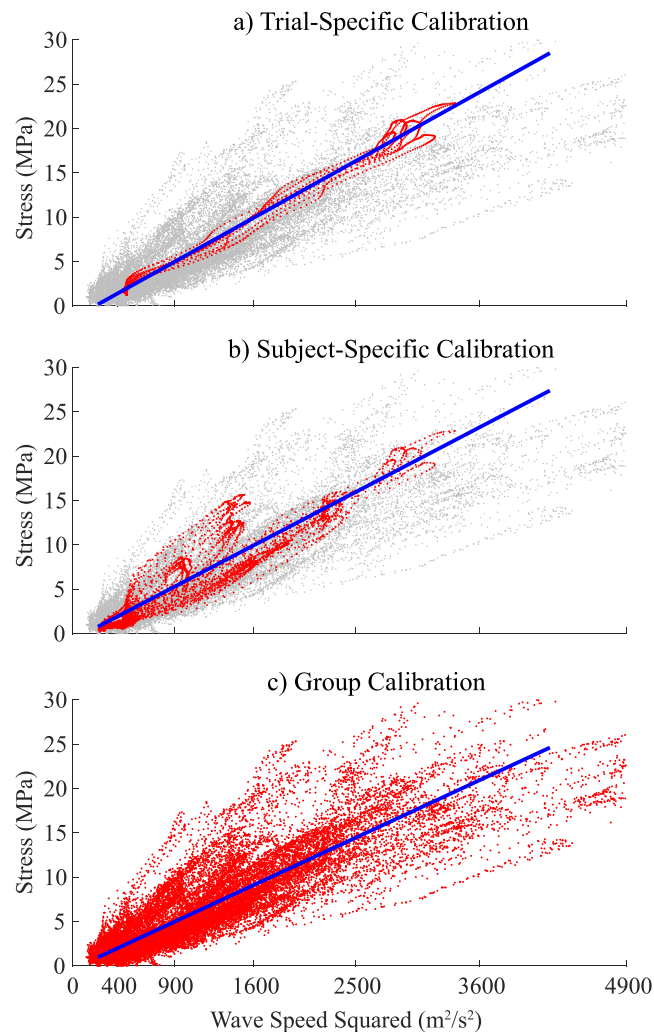 a) Trial-Specific Calibration
30
25
20
15
10
5
0
Stress (MPa)
b) Subject-Specific Calibration
30
25
20
15
10
5
0
Stress (MPa)
c) Group Calibration
30
25
20
15
10
5
0
Stress (MPa)
0 100 400 900 1600 2500 3600 4900
Wave Speed Squared (m²/s²)